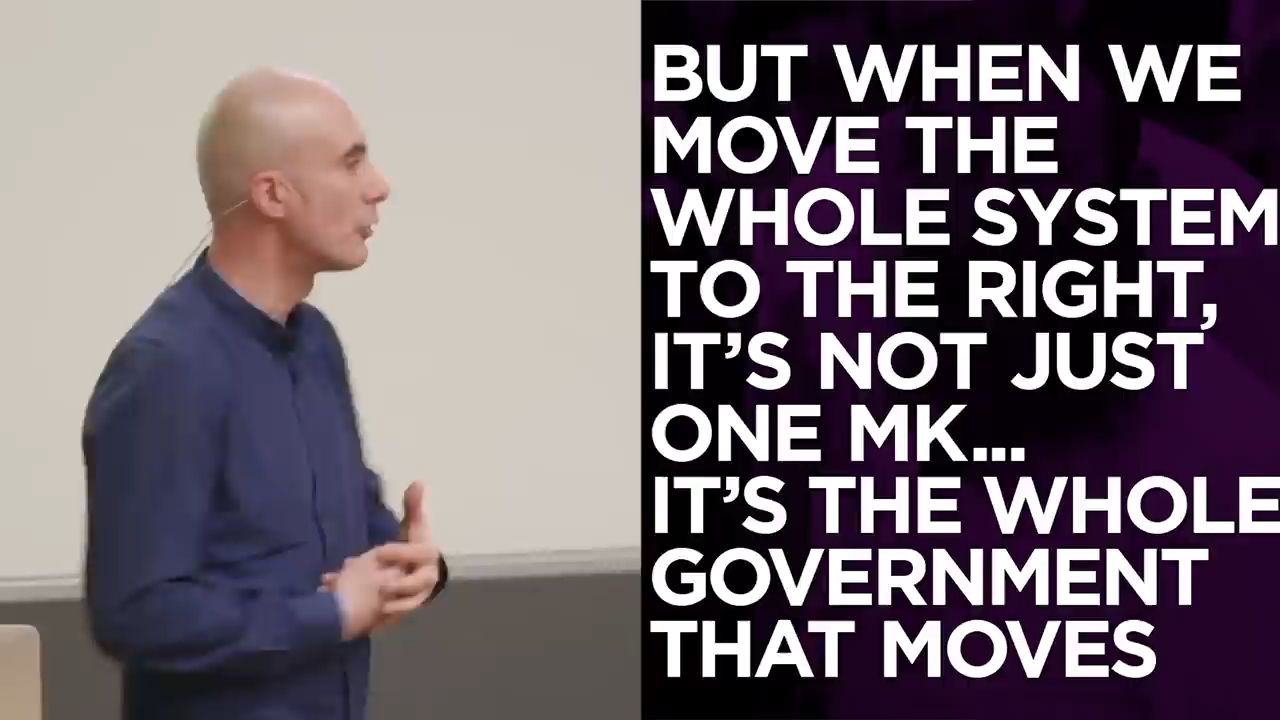 BUT WHEN WE
MOVE THE
WHOLE SYSTEM
TO THE RIGHT,
IT’S NOT JUST
ONE MK...
IT’S THE WHOLE
GOVERNMENT
THAT MOVES